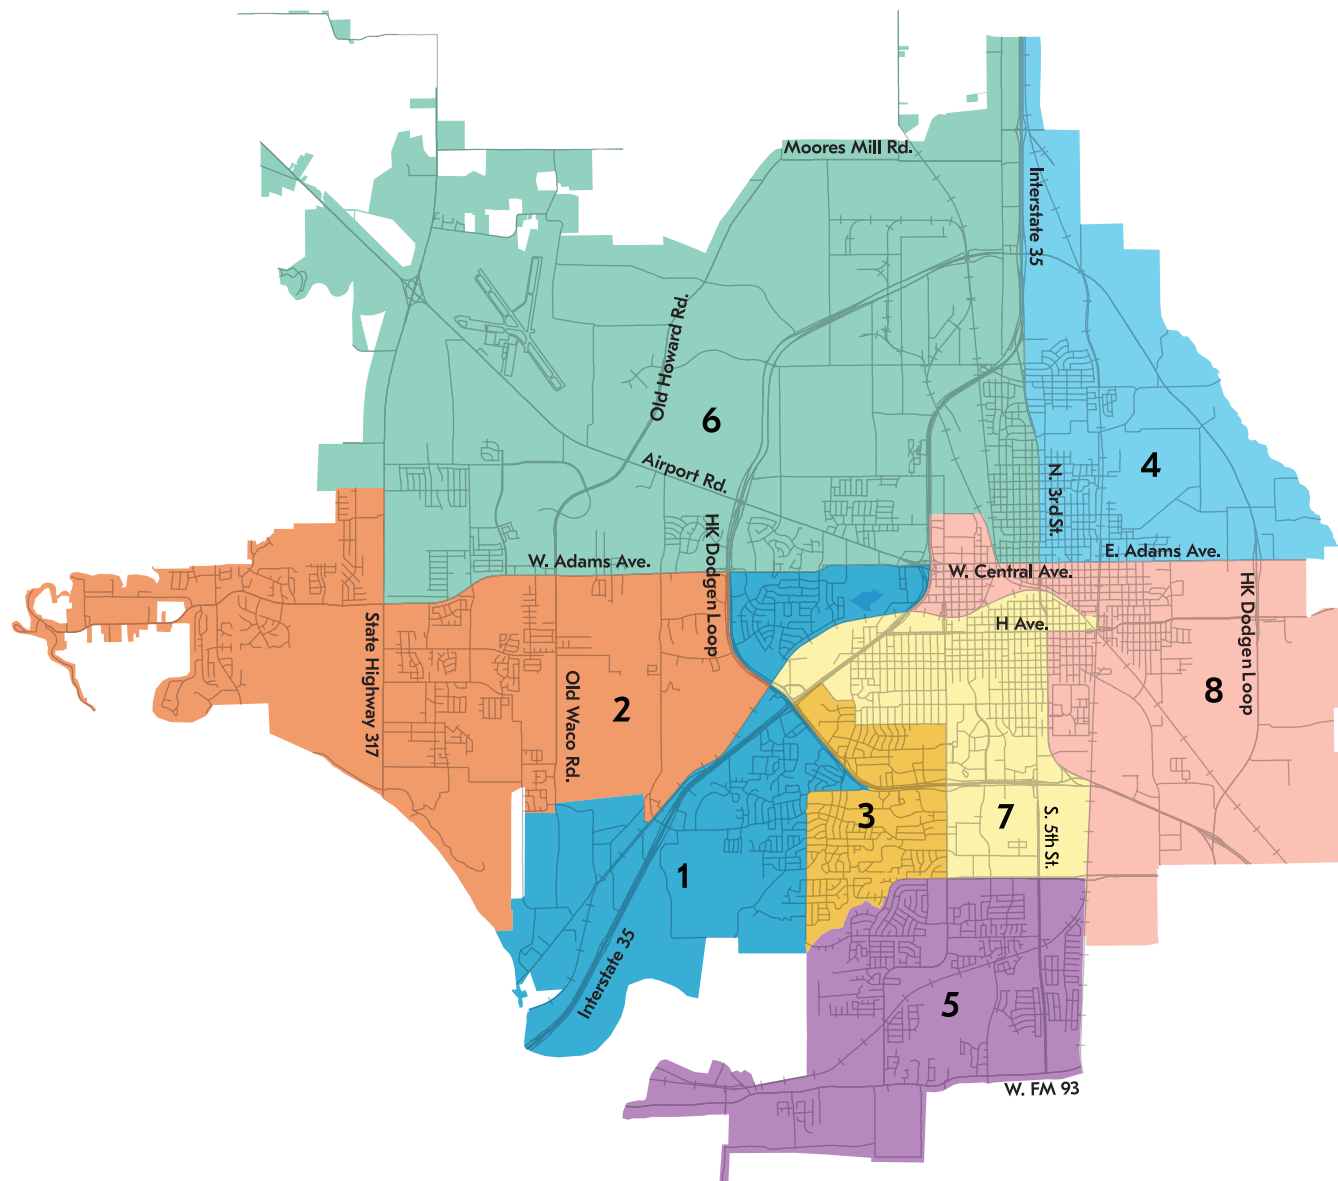 Moores Mill Rd.
Interstate 35
Old Howard Rd.
6
Airport Rd.
4
N. 3rd St.
HK Dodgen Loop
W. Adams Ave.
E. Adams Ave.
W. Central Ave.
HK Dodgen Loop
H Ave.
State Highway 317
Old Waco Rd.
2
8
3
7
S. 5th St.
1
Interstate 35
5
W. FM 93